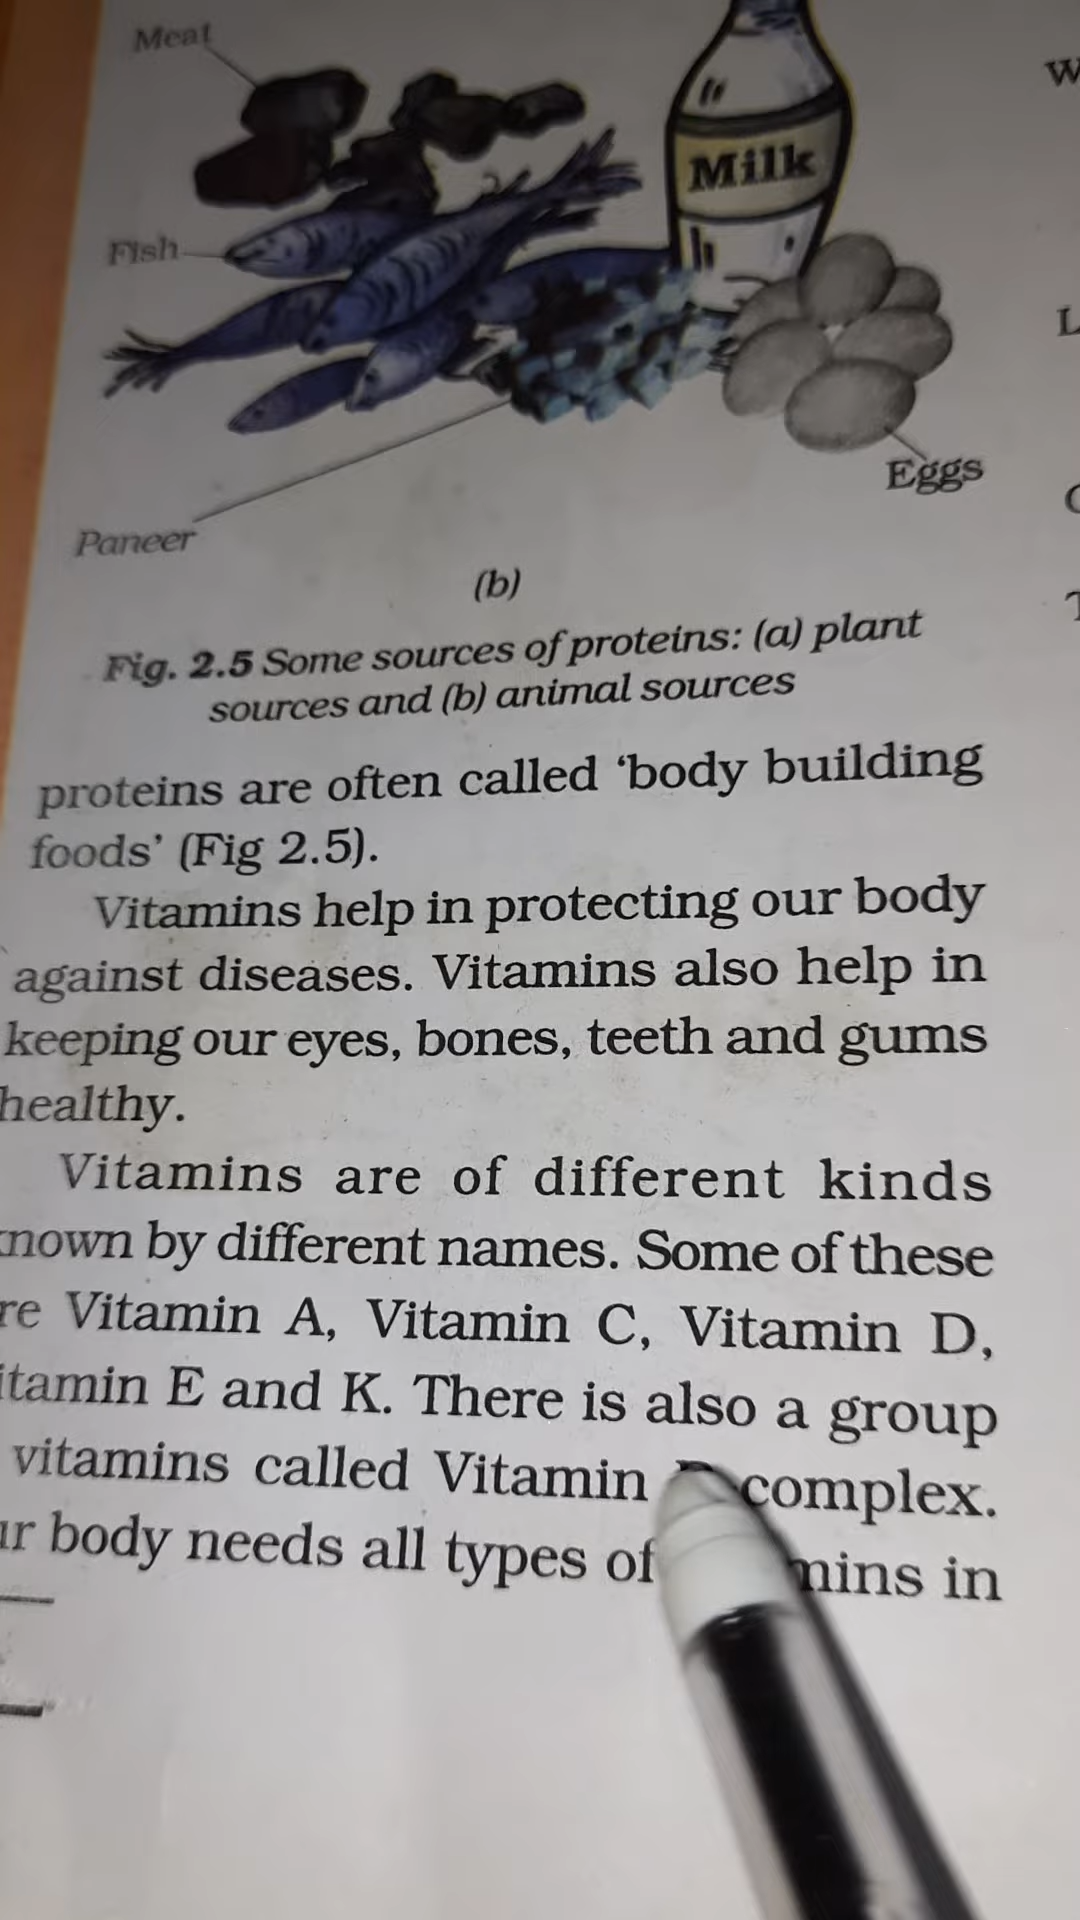 Meat
Milk
Fish
Eggs
Paneer
(b)
Fig. 2.5 Some sources of proteins: (a) plant
sources and (b) animal sources
proteins are often called ‘body building
foods’ (Fig 2.5).
Vitamins help in protecting our body
against diseases. Vitamins also help in
keeping our eyes, bones, teeth and gums
healthy.
Vitamins are of different kinds
nown by different names. Some of these
re Vitamin A, Vitamin C, Vitamin D,
itamin E and K. There is also a group
vitamins called Vitamin complex.
ur body needs all types of mins in